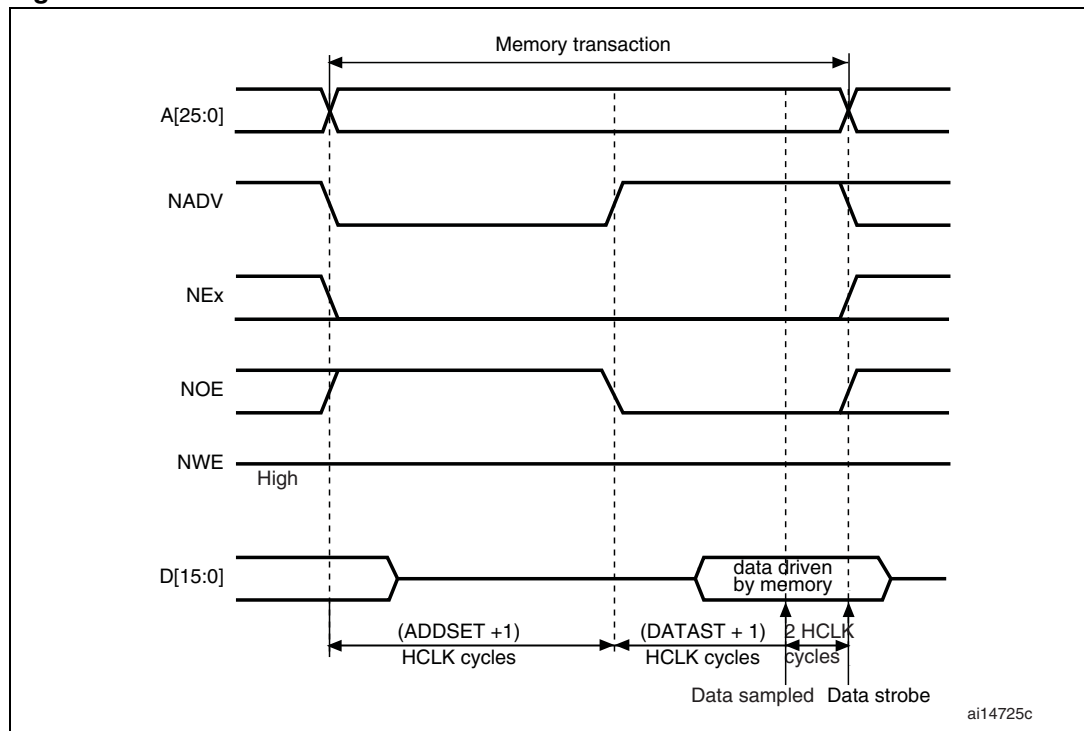 Memory transaction
A[25:0]
NADV
NEx
NOE
NWE
High
D[15:0]
data driven
by memory
(ADDSET +1)
HCLK cycles
(DATAST + 1)
HCLK cycles
2 HCLK
cycles
Data sampled
Data strobe
ai14725c